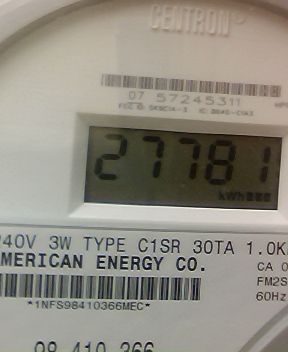 CENTRON®
07 57245311
27781
kWh
240V 3W TYPE C1SR 30TA 1.0K
AMERICAN ENERGY CO.
CA 0
FM2S
60Hz
*1NFS98410366MEC*
98 410 366